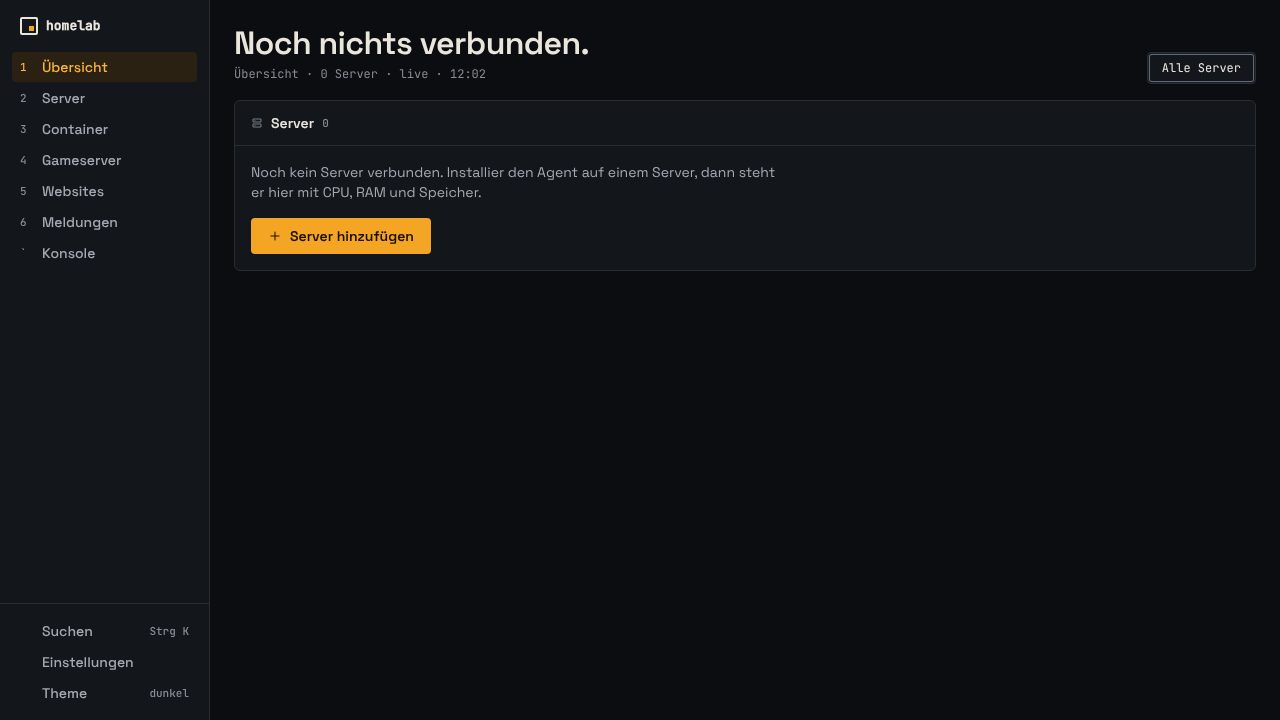 homelab
1 Übersicht
2 Server
3 Container
4 Gameserver
5 Websites
6 Meldungen
` Konsole
Suchen Strg K
Einstellungen
Theme dunkel
Noch nichts verbunden.
Übersicht · 0 Server · live · 12:02
Alle Server
Server 0
Noch kein Server verbunden. Installier den Agent auf einem Server, dann steht
er hier mit CPU, RAM und Speicher.
+ Server hinzufügen